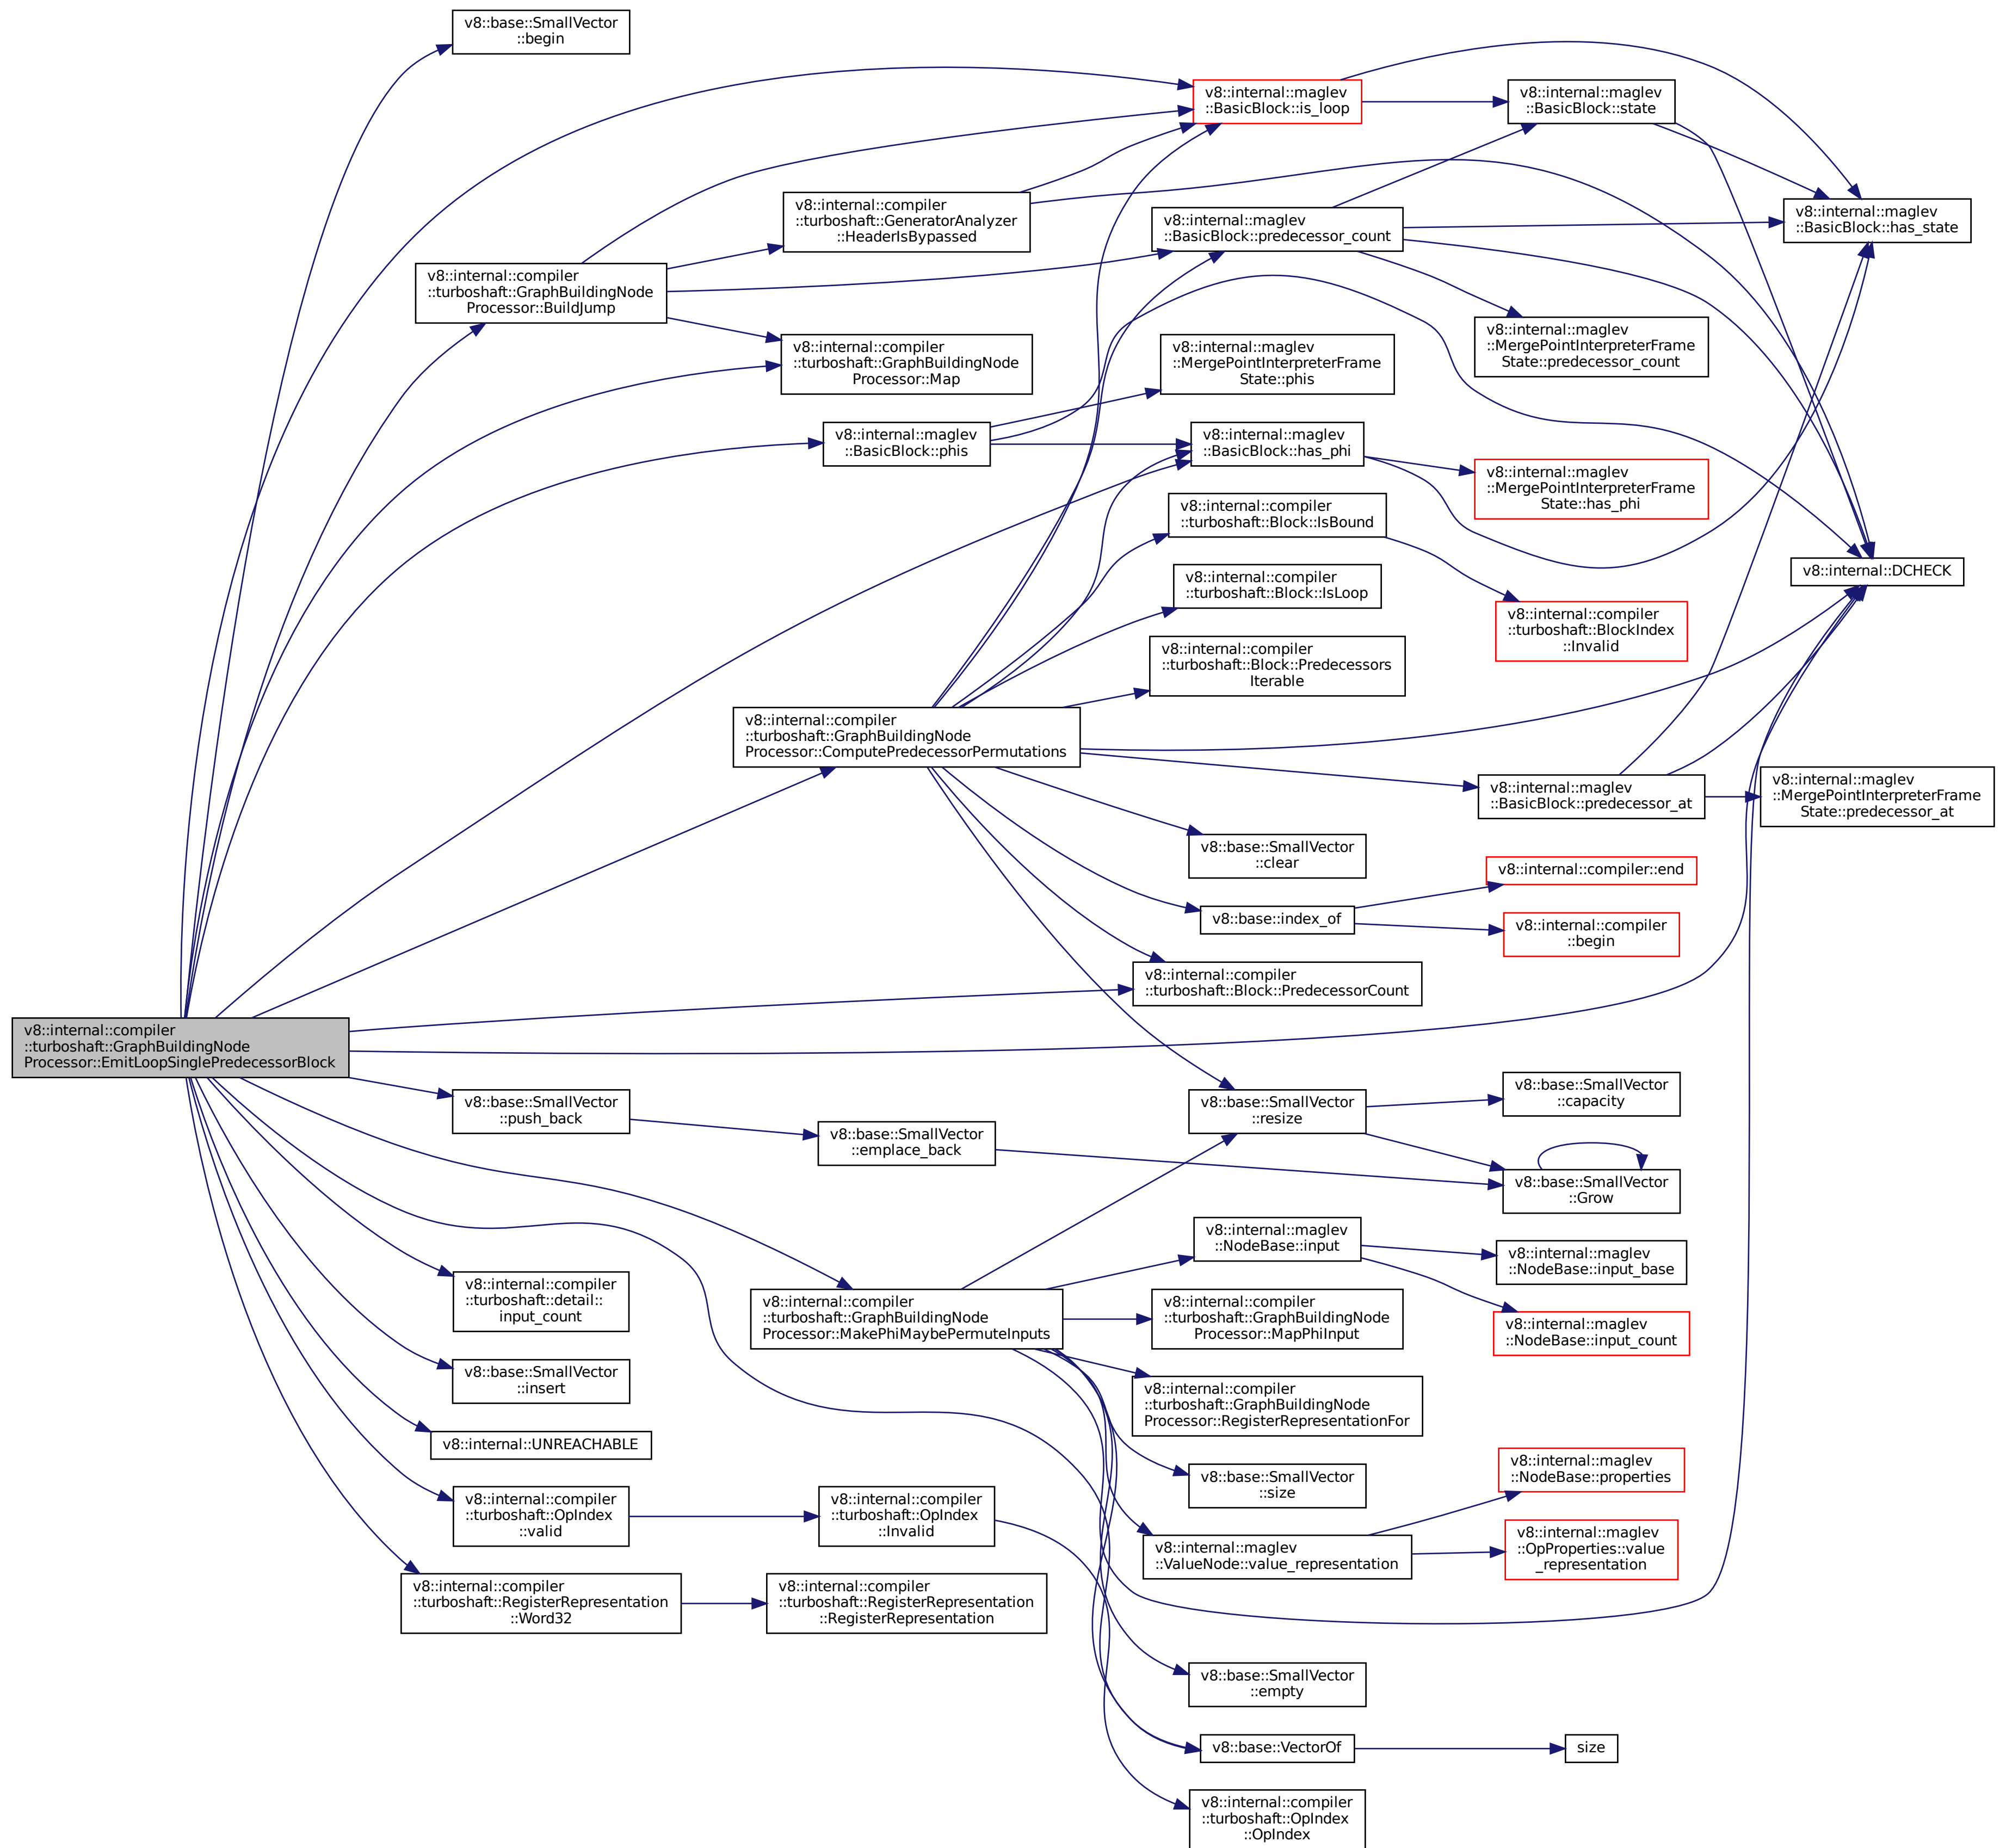 v8::base::SmallVector
::begin
v8::internal::maglev
::BasicBlock::is_loop
v8::internal::maglev
::BasicBlock::state
v8::internal::compiler
::turboshaft::GeneratorAnalyzer
::HeaderIsBypassed
v8::internal::maglev
::BasicBlock::predecessor_count
v8::internal::maglev
::BasicBlock::has_state
v8::internal::compiler
::turboshaft::GraphBuildingNode
Processor::BuildJump
v8::internal::maglev
::MergePointInterpreterFrame
State::predecessor_count
v8::internal::compiler
::turboshaft::GraphBuildingNode
Processor::Map
v8::internal::maglev
::MergePointInterpreterFrame
State::phis
v8::internal::maglev
::BasicBlock::phis
v8::internal::maglev
::BasicBlock::has_phi
v8::internal::maglev
::MergePointInterpreterFrame
State::has_phi
v8::internal::compiler
::turboshaft::Block::IsBound
v8::internal::compiler
::turboshaft::Block::IsLoop
v8::internal::DCHECK
v8::internal::compiler
::turboshaft::BlockIndex
::Invalid
v8::internal::compiler
::turboshaft::Block::Predecessors
Iterable
v8::internal::compiler
::turboshaft::GraphBuildingNode
Processor::ComputePredecessorPermutations
v8::internal::maglev
::BasicBlock::predecessor_at
v8::internal::maglev
::MergePointInterpreterFrame
State::predecessor_at
v8::base::SmallVector
::clear
v8::internal::compiler::end
v8::base::index_of
v8::internal::compiler
::begin
v8::internal::compiler
::turboshaft::Block::PredecessorCount
v8::internal::compiler
::turboshaft::GraphBuildingNode
Processor::EmitLoopSinglePredecessorBlock
v8::base::SmallVector
::push_back
v8::base::SmallVector
::resize
v8::base::SmallVector
::capacity
v8::base::SmallVector
::emplace_back
v8::base::SmallVector
::Grow
v8::internal::maglev
::NodeBase::input
v8::internal::maglev
::NodeBase::input_base
v8::internal::compiler
::turboshaft::detail::
input_count
v8::internal::compiler
::turboshaft::GraphBuildingNode
Processor::MakePhiMaybePermuteInputs
v8::internal::compiler
::turboshaft::GraphBuildingNode
Processor::MapPhiInput
v8::internal::maglev
::NodeBase::input_count
v8::base::SmallVector
::insert
v8::internal::compiler
::turboshaft::GraphBuildingNode
Processor::RegisterRepresentationFor
v8::internal::UNREACHABLE
v8::base::SmallVector
::size
v8::internal::maglev
::NodeBase::properties
v8::internal::compiler
::turboshaft::OpIndex
::valid
v8::internal::compiler
::turboshaft::OpIndex
::Invalid
v8::internal::maglev
::ValueNode::value_representation
v8::internal::maglev
::OpProperties::value
_representation
v8::internal::compiler
::turboshaft::RegisterRepresentation
::Word32
v8::internal::compiler
::turboshaft::RegisterRepresentation
::RegisterRepresentation
v8::base::SmallVector
::empty
v8::base::VectorOf
size
v8::internal::compiler
::turboshaft::OpIndex
::OpIndex